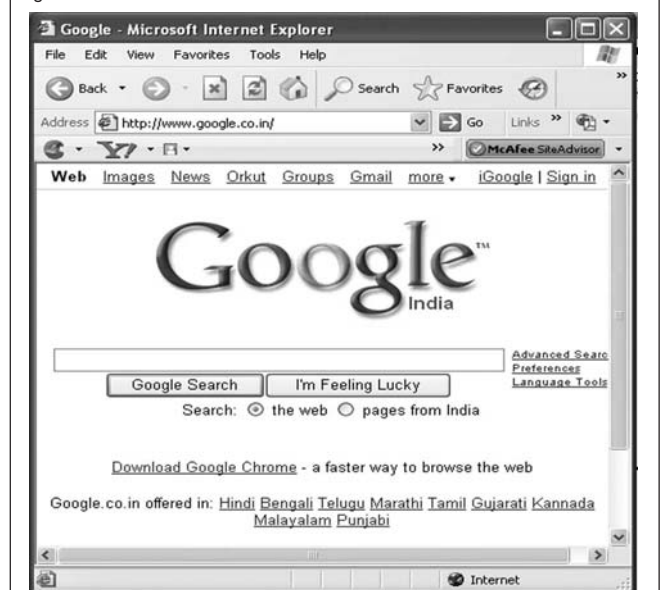 Google - Microsoft Internet Explorer
File Edit View Favorites Tools Help
Back Search Favorites »
Address http://www.google.co.in/ Go Links »
Y! » McAfee SiteAdvisor
Web Images News Orkut Groups Gmail more iGoogle | Sign in
Google™
India
Advanced Searc
Preferences
Language Tools
Google Search I'm Feeling Lucky
Search: the web pages from India
Download Google Chrome - a faster way to browse the web
Google.co.in offered in: Hindi Bengali Telugu Marathi Tamil Gujarati Kannada
Malayalam Punjabi
Internet